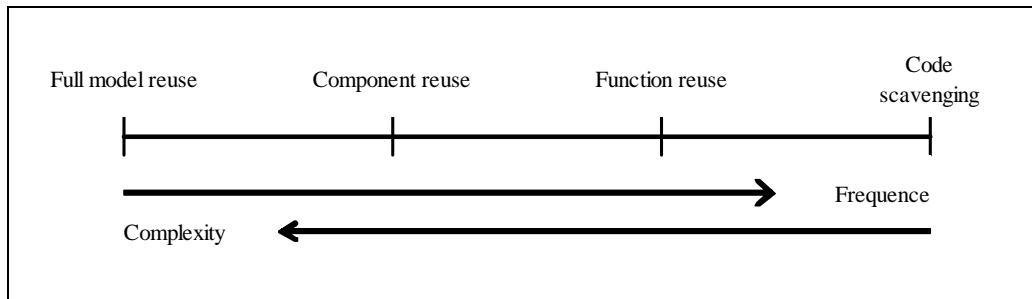 Full model reuse
Component reuse
Function reuse
Code
scavenging
Frequence
Complexity